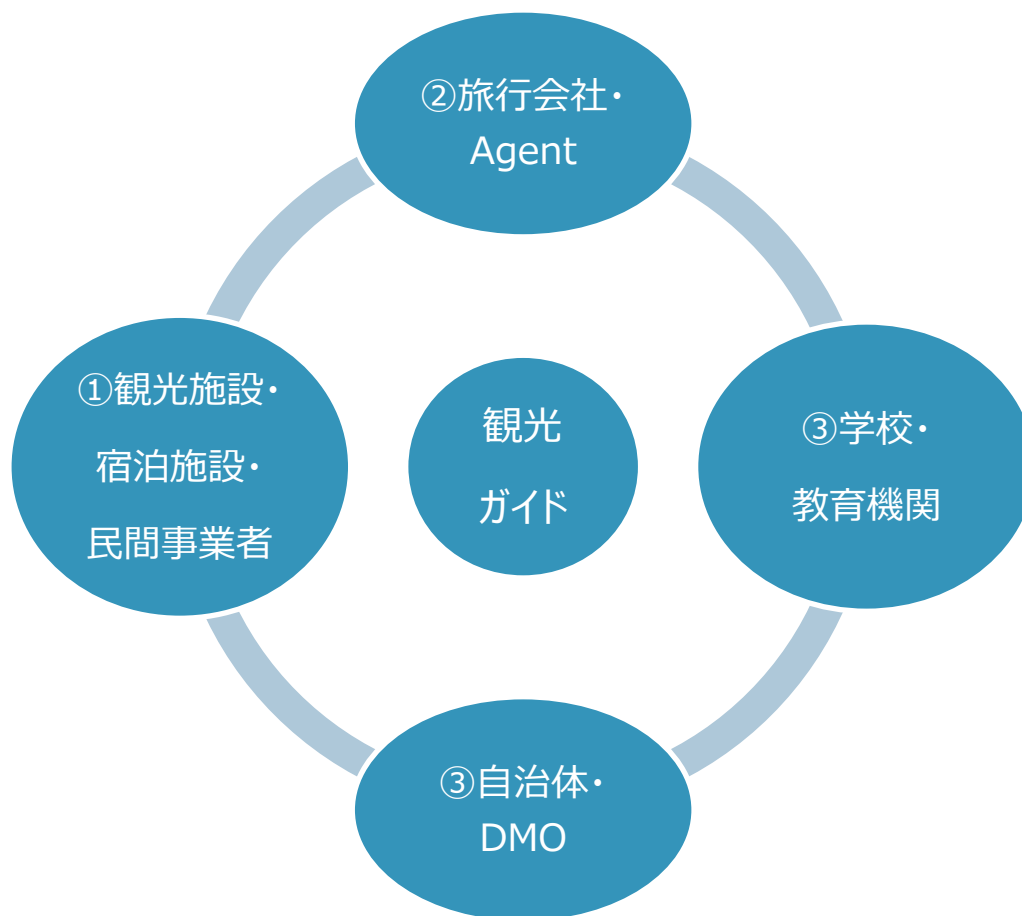 ②旅行会社・
Agent
①観光施設・
宿泊施設・
民間事業者
観光
ガイド
③学校・
教育機関
③自治体・
DMO